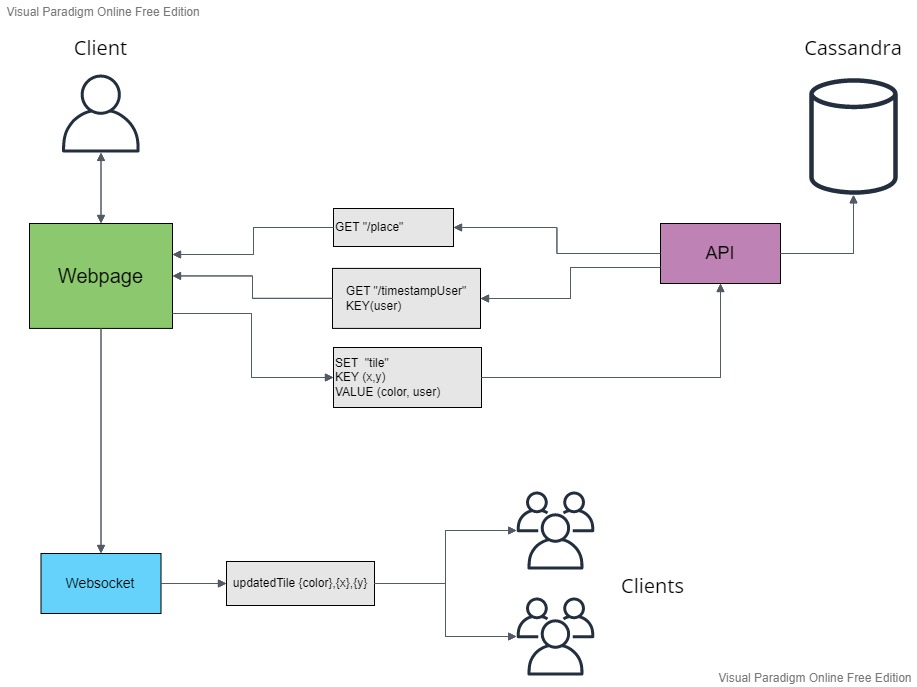 Visual Paradigm Online Free Edition
Client
Cassandra
GET "/place"
API
Webpage
GET "/timestampUser"
KEY(user)
SET "tile"
KEY (x,y)
VALUE (color, user)
Websocket
updatedTile {color},{x},{y}
Clients
Visual Paradigm Online Free Edition